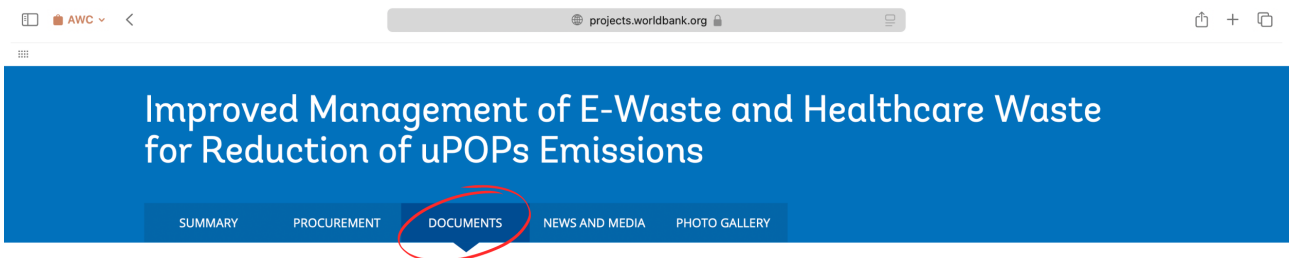 AWC
projects.worldbank.org
Improved Management of E-Waste and Healthcare Waste
for Reduction of uPOPs Emissions
SUMMARY PROCUREMENT DOCUMENTS NEWS AND MEDIA PHOTO GALLERY